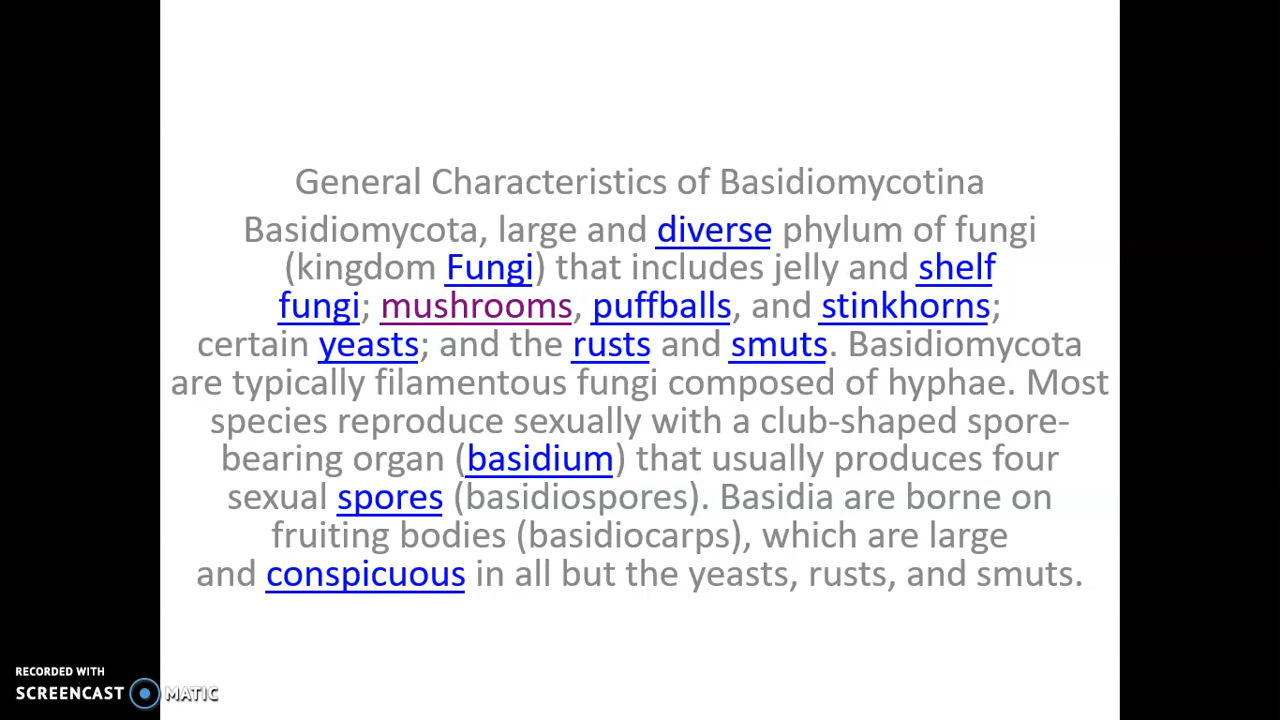 General Characteristics of Basidiomycotina
Basidiomycota, large and diverse phylum of fungi
(kingdom Fungi) that includes jelly and shelf
fungi; mushrooms, puffballs, and stinkhorns;
certain yeasts; and the rusts and smuts. Basidiomycota
are typically filamentous fungi composed of hyphae. Most
species reproduce sexually with a club-shaped spore-
bearing organ (basidium) that usually produces four
sexual spores (basidiospores). Basidia are borne on
fruiting bodies (basidiocarps), which are large
and conspicuous in all but the yeasts, rusts, and smuts.
RECORDED WITH
SCREENCAST MATIC